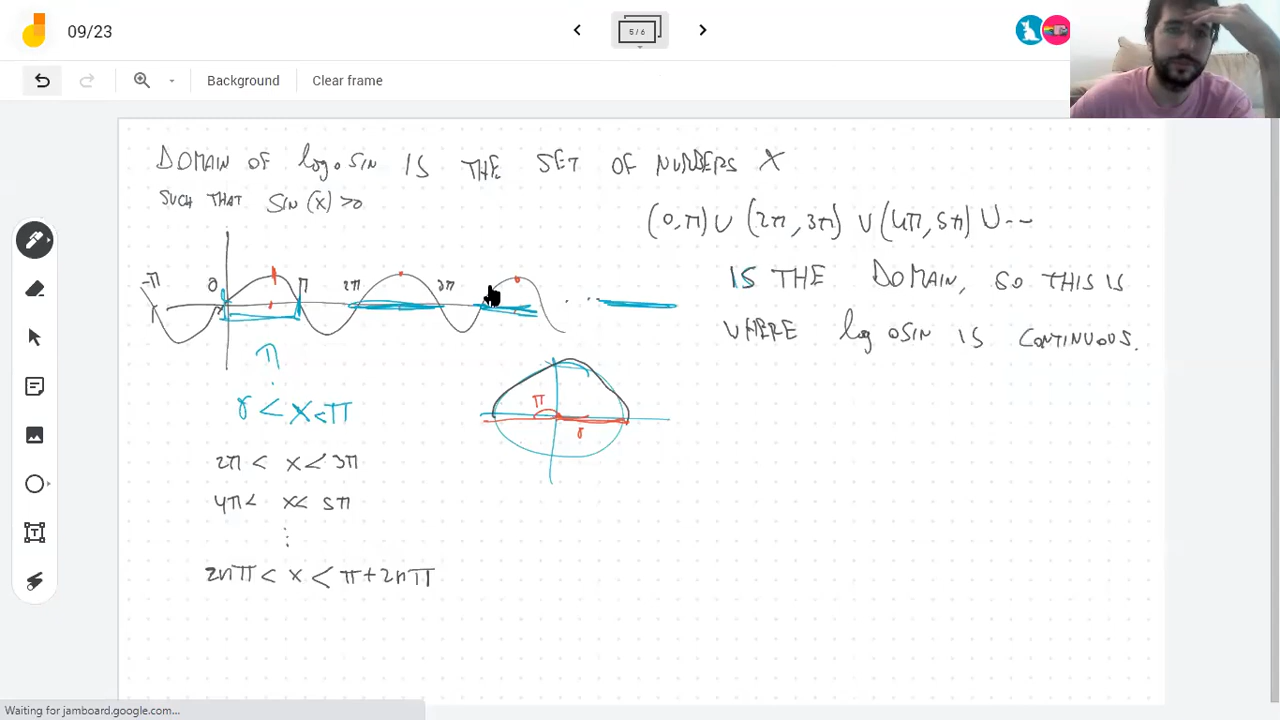 09/23
5 / 6
Background
Clear frame
DOMAIN OF log∘SIN IS THE SET OF NUMBERS X
SUCH THAT SIN(X)>0
(0,π)∪(2π,3π)∪(4π,5π)∪...
IS THE DOMAIN, SO THIS IS
WHERE log∘SIN IS CONTINUOUS.
-π 0 π 2π 3π ...
π
0<X<π
π
0
2π < x < 3π
4π < x < 5π
⋮
2nπ < x < π+2nπ
Waiting for jamboard.google.com...